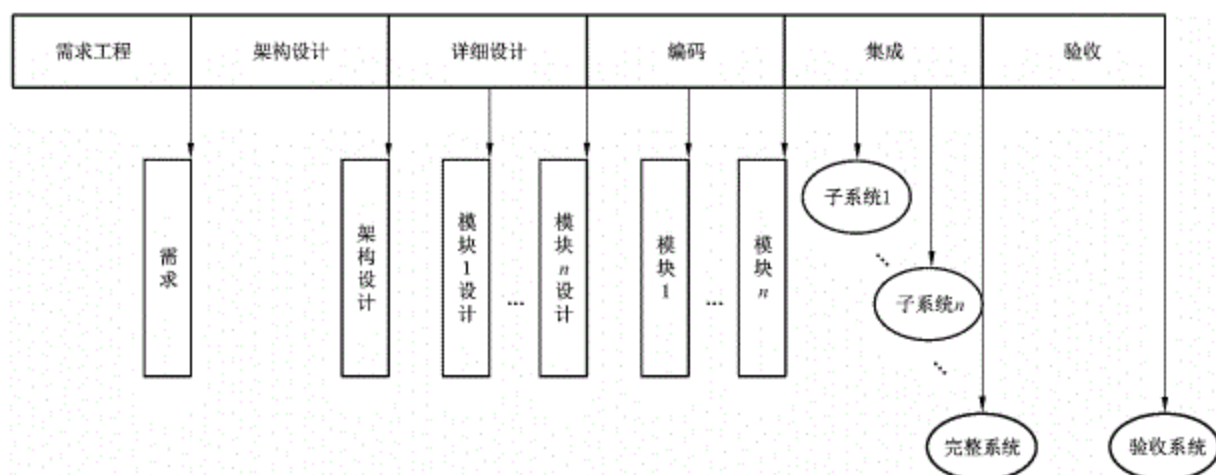 需求工程
架构设计
详细设计
编码
集成
验收
需求
架构设计
模块1设计
...
模块n设计
模块1
...
模块n
子系统1
...
子系统n
...
完整系统
验收系统